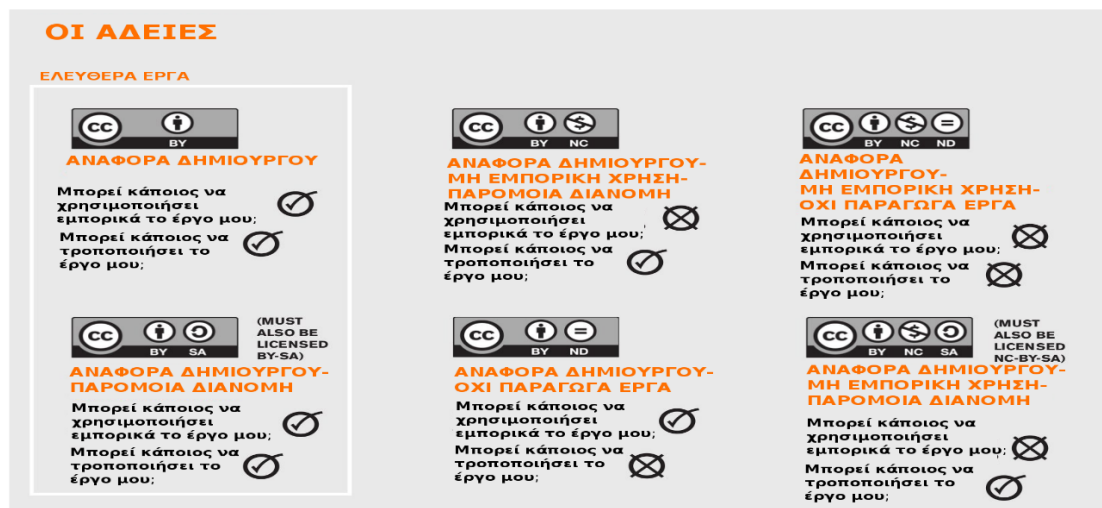 ΟΙ ΑΔΕΙΕΣ
ΕΛΕΥΘΕΡΑ ΕΡΓΑ
cc
BY
ΑΝΑΦΟΡΑ ΔΗΜΙΟΥΡΓΟΥ
Μπορεί κάποιος να
χρησιμοποιήσει
εμπορικά το έργο μου;
Μπορεί κάποιος να
τροποποιήσει το
έργο μου;
cc
BY SA
(MUST
ALSO BE
LICENSED
BY-SA)
ΑΝΑΦΟΡΑ ΔΗΜΙΟΥΡΓΟΥ-
ΠΑΡΟΜΟΙΑ ΔΙΑΝΟΜΗ
Μπορεί κάποιος να
χρησιμοποιήσει
εμπορικά το έργο μου;
Μπορεί κάποιος να
τροποποιήσει το
έργο μου;
cc
BY NC
ΑΝΑΦΟΡΑ ΔΗΜΙΟΥΡΓΟΥ-
ΜΗ ΕΜΠΟΡΙΚΗ ΧΡΗΣΗ-
ΠΑΡΟΜΟΙΑ ΔΙΑΝΟΜΗ
Μπορεί κάποιος να
χρησιμοποιήσει
εμπορικά το έργο μου;
Μπορεί κάποιος να
τροποποιήσει το
έργο μου;
cc
BY ND
ΑΝΑΦΟΡΑ ΔΗΜΙΟΥΡΓΟΥ-
ΟΧΙ ΠΑΡΑΓΩΓΑ ΕΡΓΑ
Μπορεί κάποιος να
χρησιμοποιήσει
εμπορικά το έργο μου;
Μπορεί κάποιος να
τροποποιήσει το
έργο μου;
cc
BY NC ND
ΑΝΑΦΟΡΑ
ΔΗΜΙΟΥΡΓΟΥ-
ΜΗ ΕΜΠΟΡΙΚΗ ΧΡΗΣΗ-
ΟΧΙ ΠΑΡΑΓΩΓΑ ΕΡΓΑ
Μπορεί κάποιος να
χρησιμοποιήσει
εμπορικά το έργο μου;
Μπορεί κάποιος να
τροποποιήσει το
έργο μου;
cc
BY NC SA
(MUST
ALSO BE
LICENSED
NC-BY-SA)
ΑΝΑΦΟΡΑ ΔΗΜΙΟΥΡΓΟΥ-
ΜΗ ΕΜΠΟΡΙΚΗ ΧΡΗΣΗ-
ΠΑΡΟΜΟΙΑ ΔΙΑΝΟΜΗ
Μπορεί κάποιος να
χρησιμοποιήσει
εμπορικά το έργο μου;
Μπορεί κάποιος να
τροποποιήσει το
έργο μου;